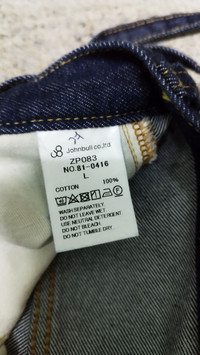 Johnbull co.,ltd.
ZP083
NO.81-0416
L
COTTON 100%
WASH SEPARATELY
DO NOT LEAVE WET
USE NEUTRAL DETERGENT
DO NOT BLEACH
DO NOT TUMBLE DRY.